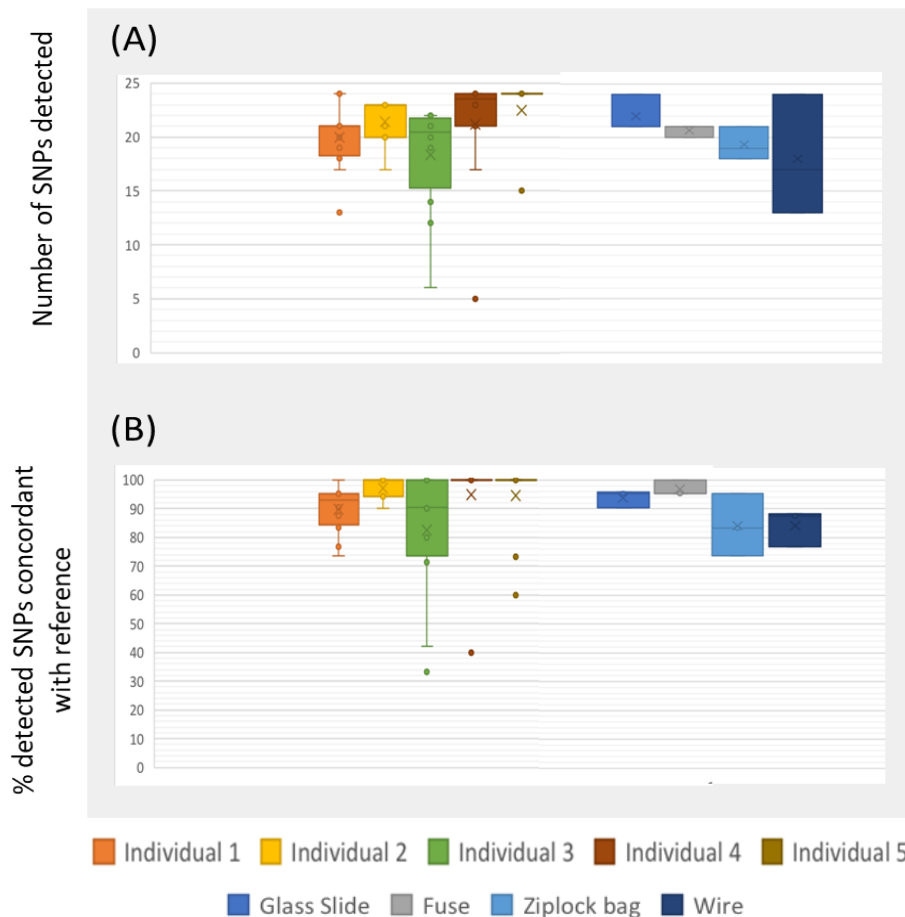 (A)
Number of SNPs detected
25
20
15
10
5
0
(B)
% detected SNPs concordant
with reference
100
90
80
70
60
50
40
30
20
10
0
Individual 1 Individual 2 Individual 3 Individual 4 Individual 5
Glass Slide Fuse Ziplock bag Wire